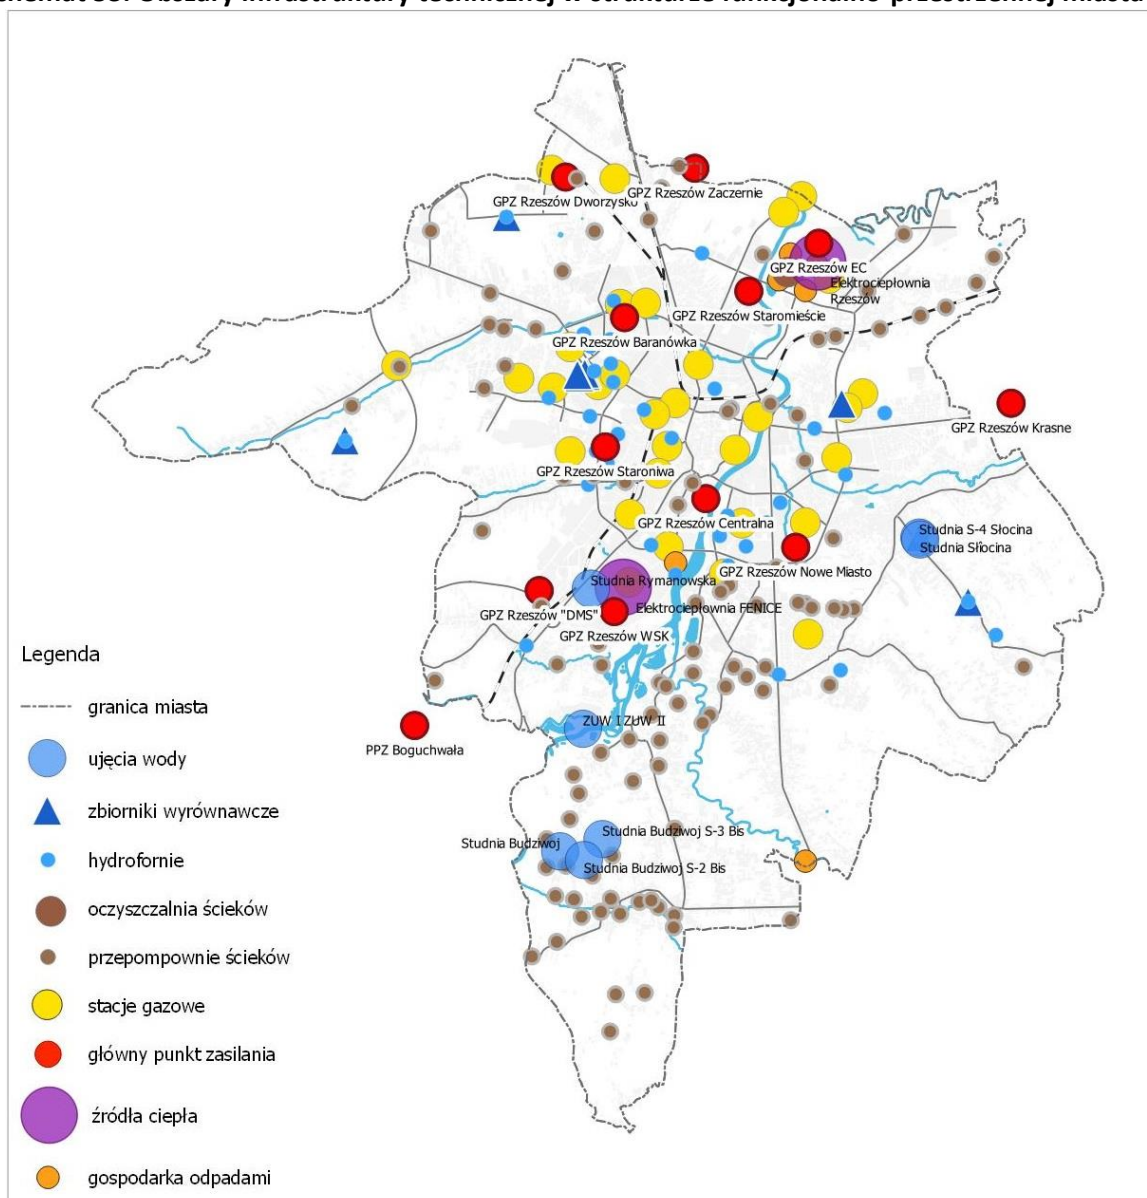 Schemat 30. Obszary infrastruktury technicznej w strukturze funkcjonalno-przestrzennej miasta
GPZ Rzeszów Zaczernie
GPZ Rzeszów Dworzysko
GPZ Rzeszów EC
Elektrociepłownia
Rzeszów
GPZ Rzeszów Staromieście
GPZ Rzeszów Baranówka
GPZ Rzeszów Krasne
GPZ Rzeszów Staroniwa
GPZ Rzeszów Centralna
Studnia S-4 Słocina
Studnia Słocina
GPZ Rzeszów Nowe Miasto
Studnia Rymanowska
Elektrociepłownia FENICE
GPZ Rzeszów "DMS"
GPZ Rzeszów WSK
ZUW I ZUW II
PPZ Boguchwała
Studnia Budziwoj S-3 Bis
Studnia Budziwoj
Studnia Budziwoj S-2 Bis
Legenda
granica miasta
ujęcia wody
zbiorniki wyrównawcze
hydrofornie
oczyszczalnia ścieków
przepompownie ścieków
stacje gazowe
główny punkt zasilania
źródła ciepła
gospodarka odpadami